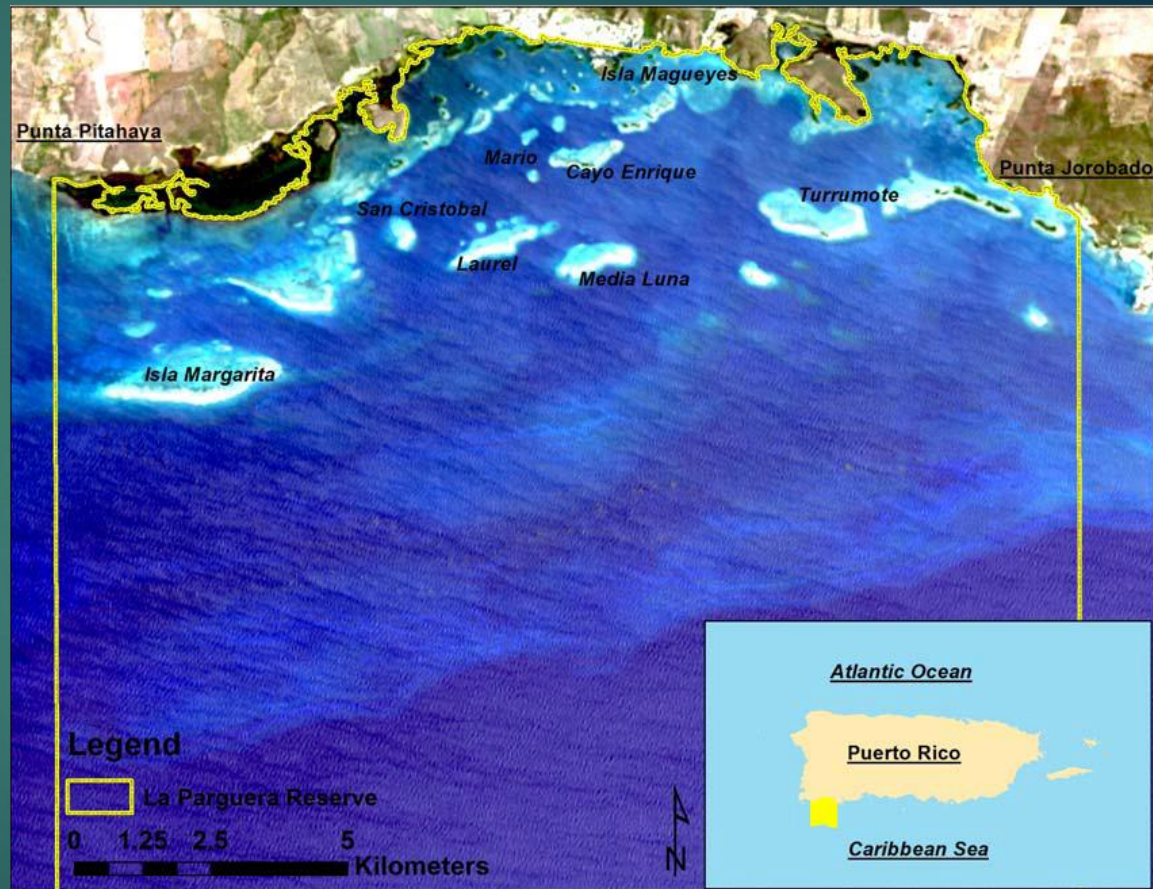 Isla Magueyes
Punta Pitahaya
Mario
Cayo Enrique
Punta Jorobado
Turrumote
San Cristobal
Laurel
Media Luna
Isla Margarita
Legend
La Parguera Reserve
0 1.25 2.5 5
Kilometers
N
Atlantic Ocean
Puerto Rico
Caribbean Sea